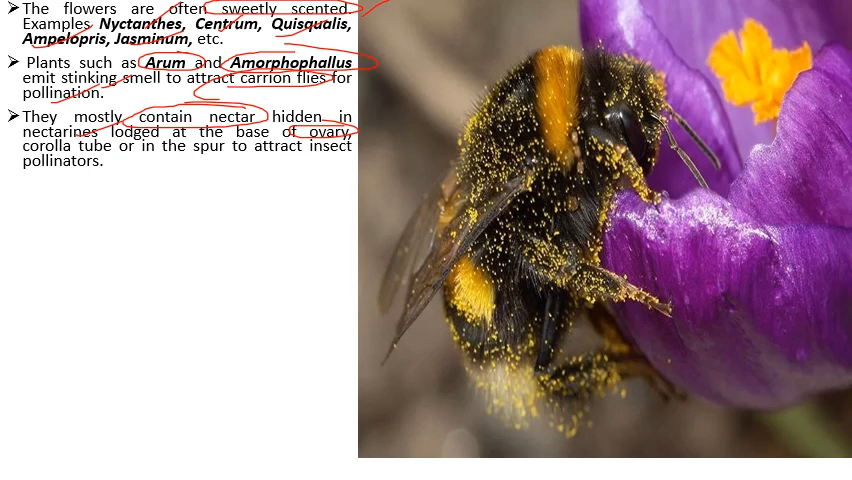 ➢ The flowers are often sweetly scented.
Examples Nyctanthes, Centrum, Quisqualis,
Ampelopris, Jasminum, etc.
➢ Plants such as Arum and Amorphophallus
emit stinking smell to attract carrion flies for
pollination.
➢ They mostly contain nectar hidden in
nectarines lodged at the base of ovary,
corolla tube or in the spur to attract insect
pollinators.